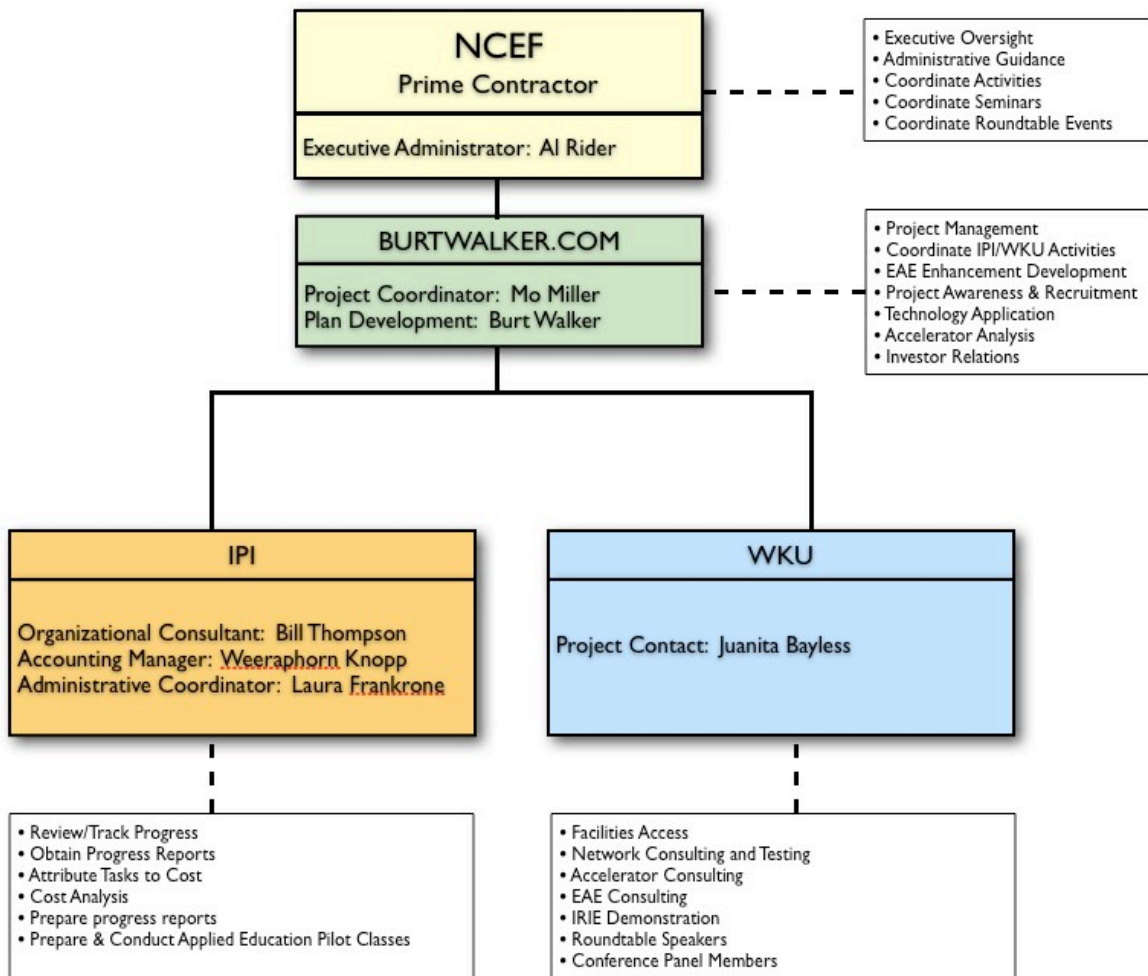 NCEF
Prime Contractor
Executive Administrator: Al Rider
• Executive Oversight
• Administrative Guidance
• Coordinate Activities
• Coordinate Seminars
• Coordinate Roundtable Events
BURTWALKER.COM
Project Coordinator: Mo Miller
Plan Development: Burt Walker
• Project Management
• Coordinate IPI/WKU Activities
• EAE Enhancement Development
• Project Awareness & Recruitment
• Technology Application
• Accelerator Analysis
• Investor Relations
IPI
Organizational Consultant: Bill Thompson
Accounting Manager: Weeraphorn Knopp
Administrative Coordinator: Laura Frankrone
WKU
Project Contact: Juanita Bayless
• Review/Track Progress
• Obtain Progress Reports
• Attribute Tasks to Cost
• Cost Analysis
• Prepare progress reports
• Prepare & Conduct Applied Education Pilot Classes
• Facilities Access
• Network Consulting and Testing
• Accelerator Consulting
• EAE Consulting
• IRIE Demonstration
• Roundtable Speakers
• Conference Panel Members